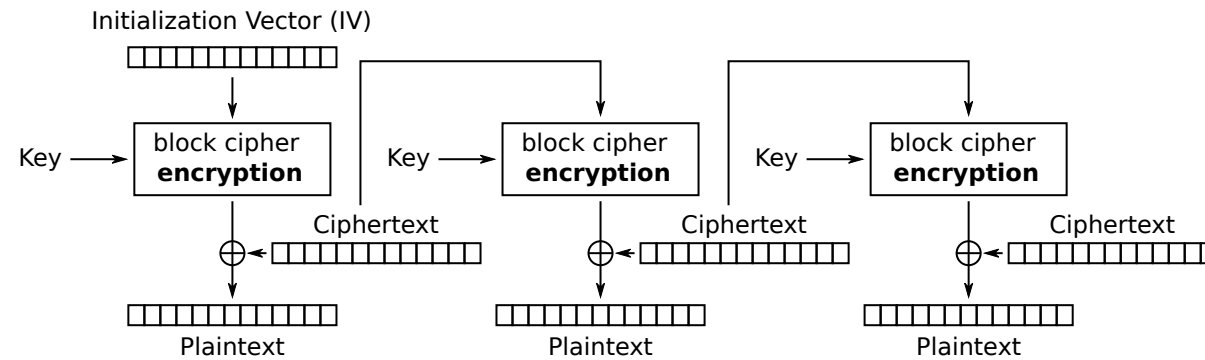 Initialization Vector (IV)
Key
block cipher
encryption
Key
block cipher
encryption
Key
block cipher
encryption
Ciphertext
Ciphertext
Ciphertext
Plaintext
Plaintext
Plaintext